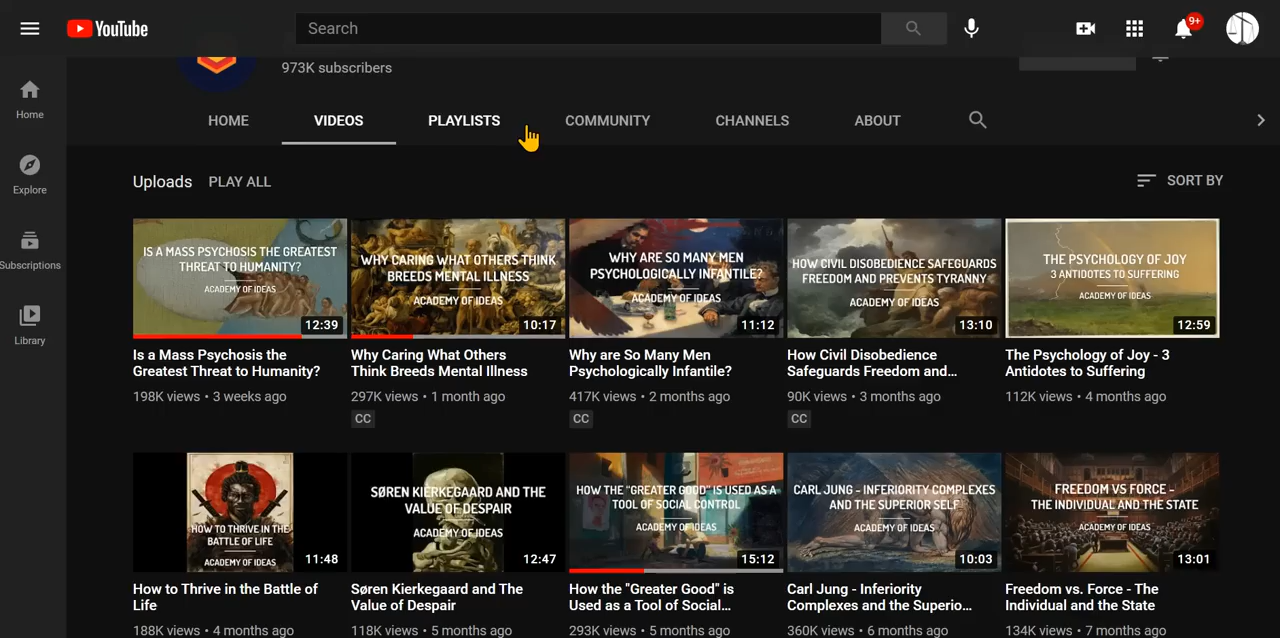 YouTube
Search
9+
973K subscribers
HOME
VIDEOS
PLAYLISTS
COMMUNITY
CHANNELS
ABOUT
Home
Explore
Subscriptions
Library
Uploads
PLAY ALL
SORT BY
IS A MASS PSYCHOSIS THE GREATEST
THREAT TO HUMANITY?
ACADEMY OF IDEAS
12:39
Is a Mass Psychosis the
Greatest Threat to Humanity?
198K views • 3 weeks ago
WHY CARING WHAT OTHERS THINK
BREEDS MENTAL ILLNESS
ACADEMY OF IDEAS
10:17
Why Caring What Others
Think Breeds Mental Illness
297K views • 1 month ago
CC
WHY ARE SO MANY MEN
PSYCHOLOGICALLY INFANTILE?
ACADEMY OF IDEAS
11:12
Why are So Many Men
Psychologically Infantile?
417K views • 2 months ago
CC
HOW CIVIL DISOBEDIENCE SAFEGUARDS
FREEDOM AND PREVENTS TYRANNY
ACADEMY OF IDEAS
13:10
How Civil Disobedience
Safeguards Freedom and...
90K views • 3 months ago
CC
THE PSYCHOLOGY OF JOY
3 ANTIDOTES TO SUFFERING
ACADEMY OF IDEAS
12:59
The Psychology of Joy - 3
Antidotes to Suffering
112K views • 4 months ago
HOW TO THRIVE IN THE
BATTLE OF LIFE
ACADEMY OF IDEAS
11:48
How to Thrive in the Battle of
Life
188K views • 4 months ago
SØREN KIERKEGAARD AND THE
VALUE OF DESPAIR
ACADEMY OF IDEAS
12:47
Søren Kierkegaard and The
Value of Despair
118K views • 5 months ago
HOW THE "GREATER GOOD" IS USED AS A
TOOL OF SOCIAL CONTROL
ACADEMY OF IDEAS
15:12
How the "Greater Good" is
Used as a Tool of Social...
293K views • 5 months ago
CARL JUNG - INFERIORITY COMPLEXES
AND THE SUPERIOR SELF
ACADEMY OF IDEAS
10:03
Carl Jung - Inferiority
Complexes and the Superio...
360K views • 6 months ago
FREEDOM VS FORCE -
THE INDIVIDUAL AND THE STATE
ACADEMY OF IDEAS
13:01
Freedom vs. Force - The
Individual and the State
134K views • 7 months ago